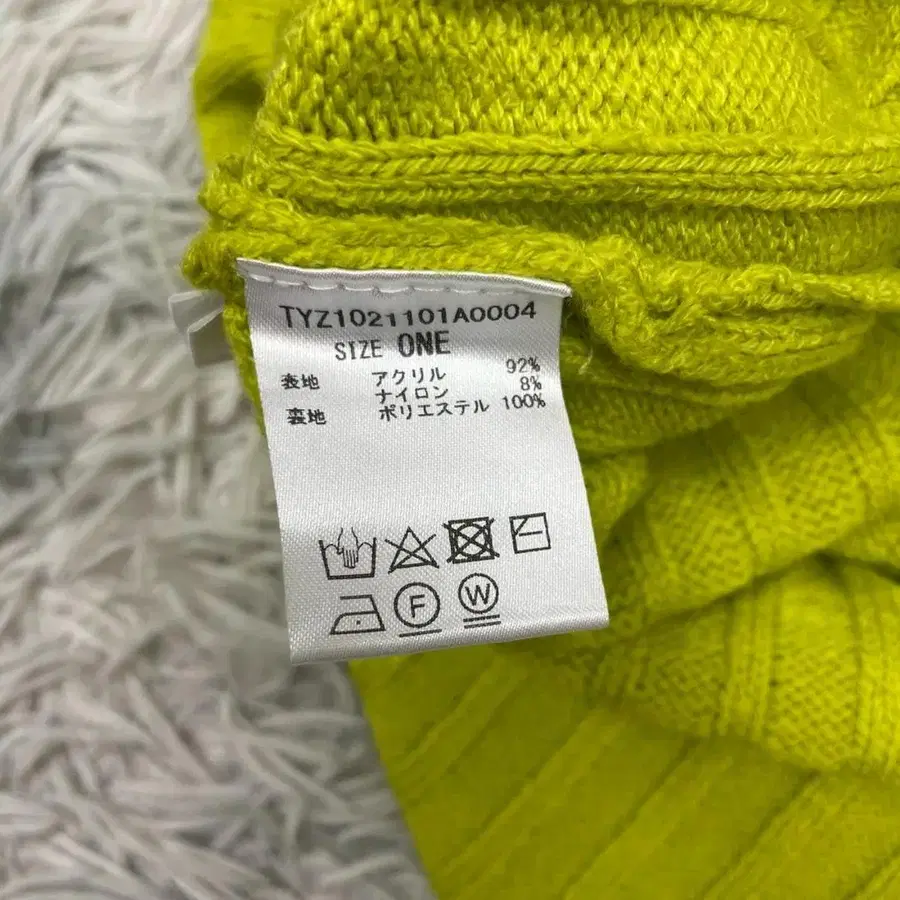 TYZ1021101A0004
SIZE ONE
表地 アクリル 92%
ナイロン 8%
裏地 ポリエステル 100%
F W